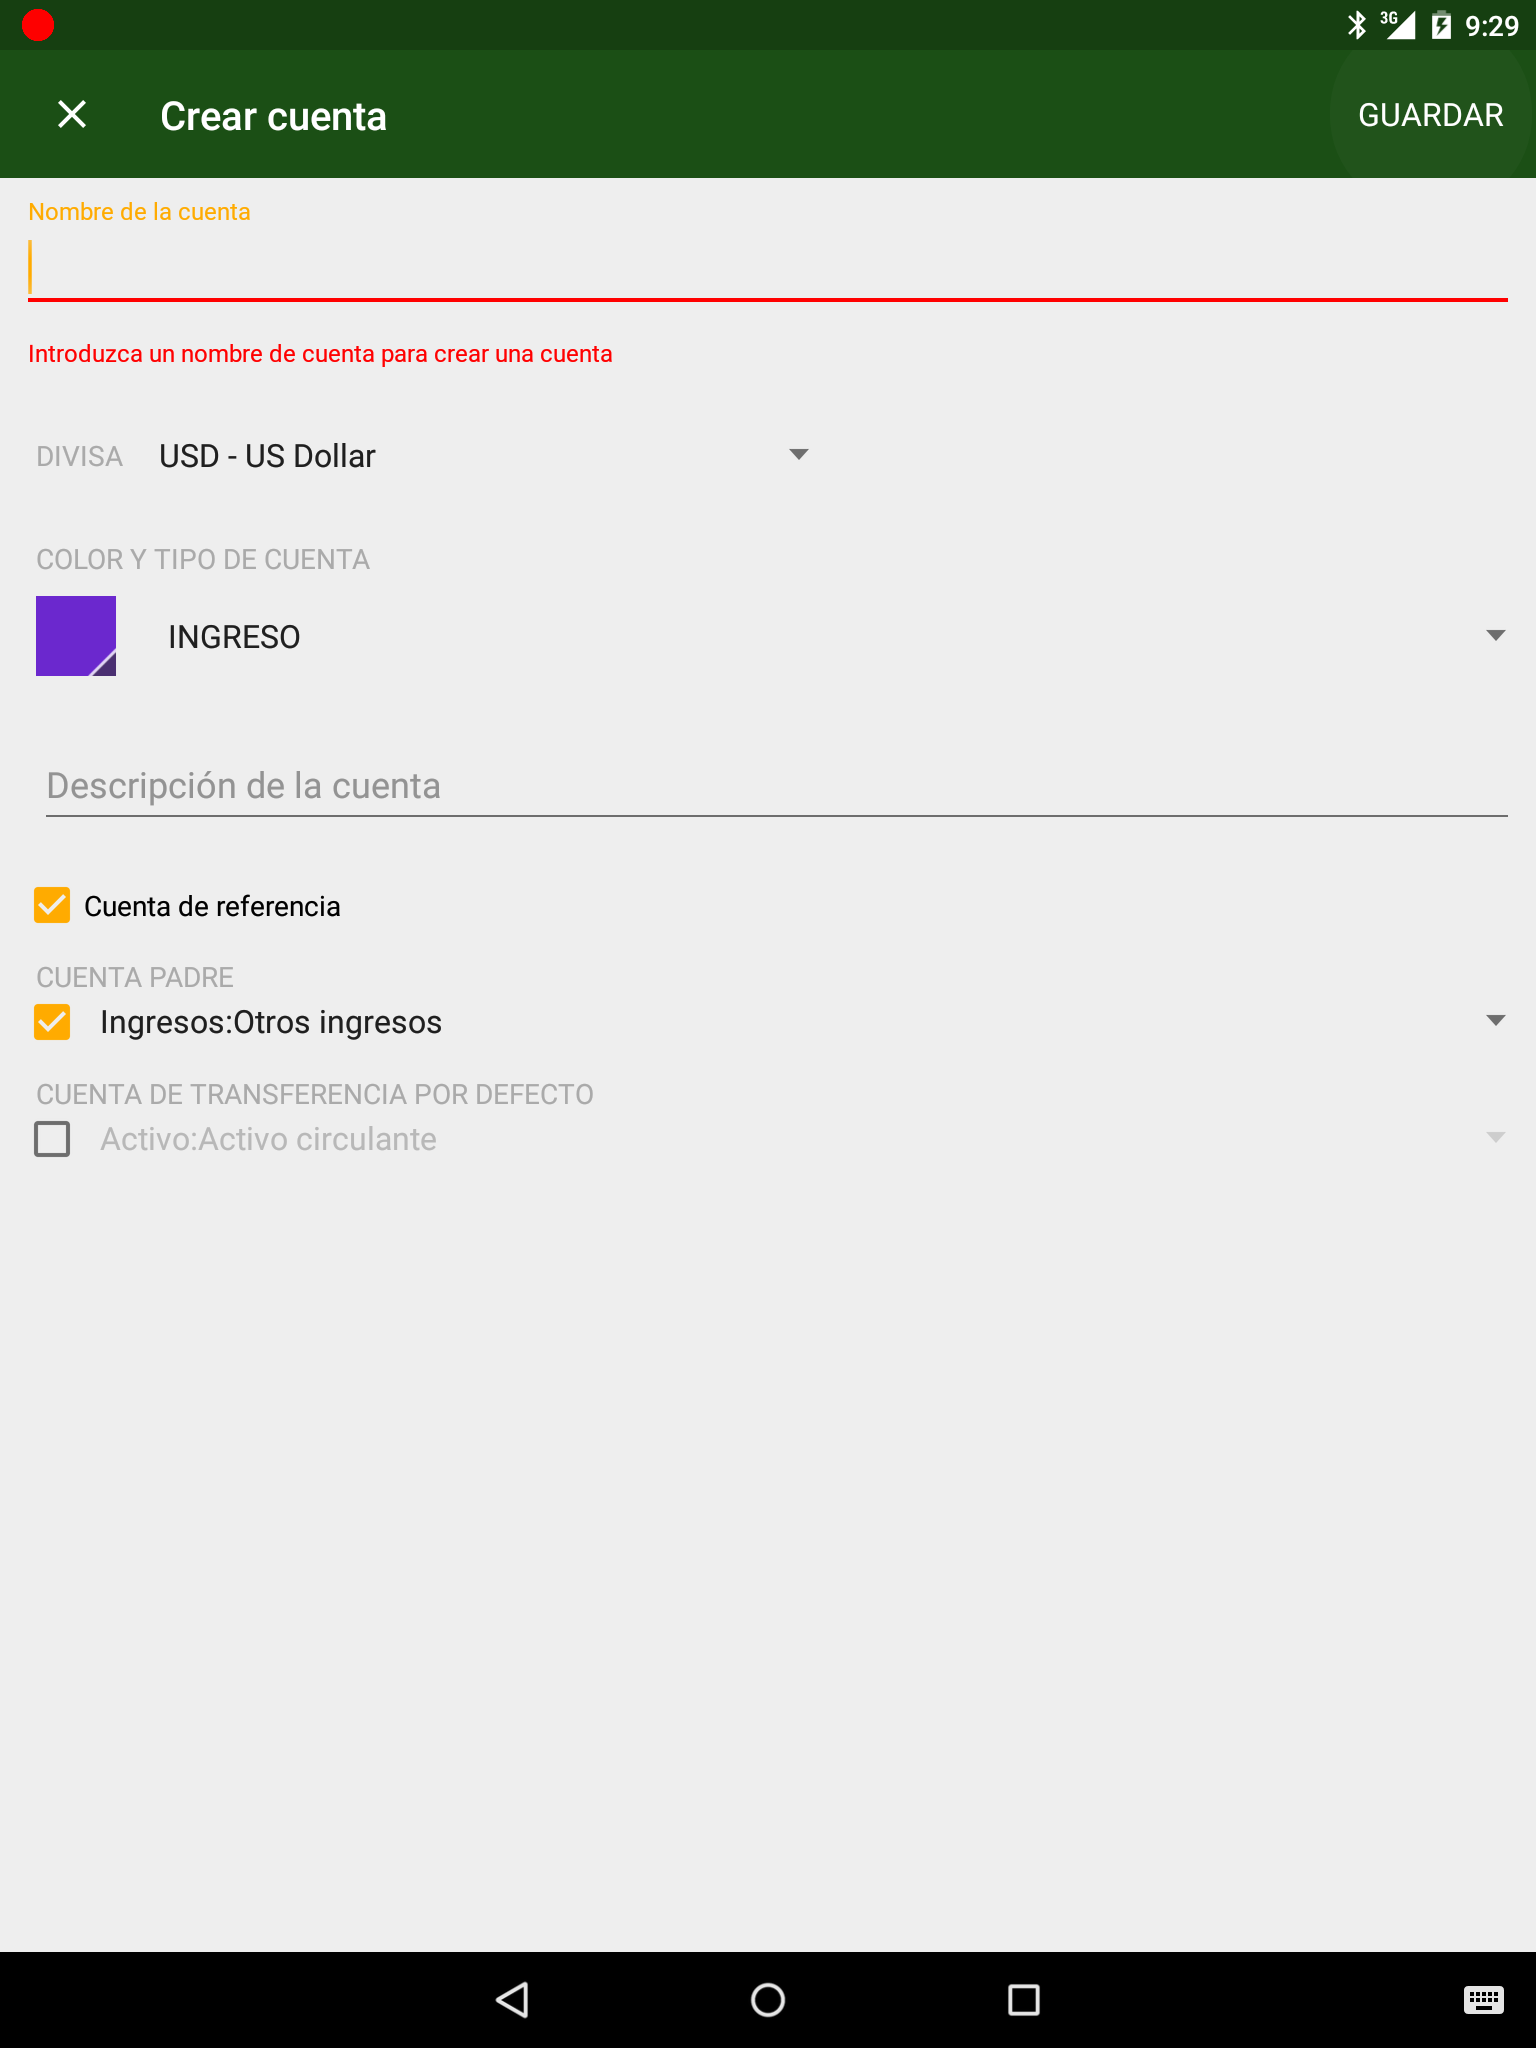 3G 9:29
Crear cuenta GUARDAR
Nombre de la cuenta
Introduzca un nombre de cuenta para crear una cuenta
DIVISA USD - US Dollar
COLOR Y TIPO DE CUENTA
INGRESO
Descripción de la cuenta
Cuenta de referencia
CUENTA PADRE
Ingresos:Otros ingresos
CUENTA DE TRANSFERENCIA POR DEFECTO
Activo:Activo circulante